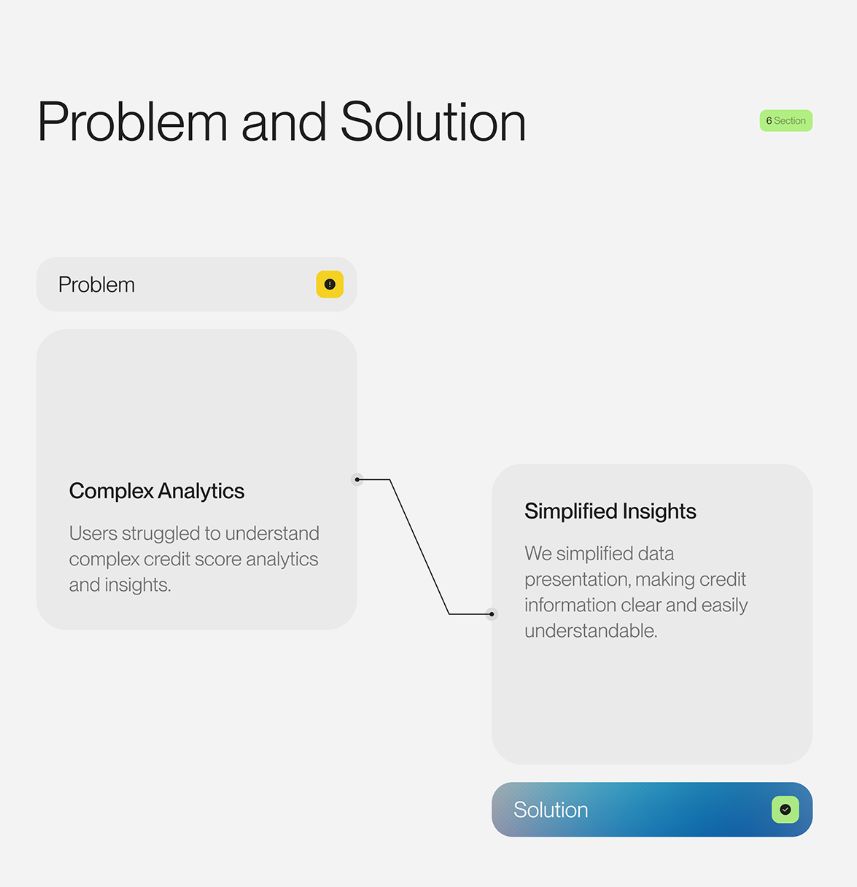 Problem and Solution
6 Section
Problem
Complex Analytics
Users struggled to understand
complex credit score analytics
and insights.
Simplified Insights
We simplified data
presentation, making credit
information clear and easily
understandable.
Solution